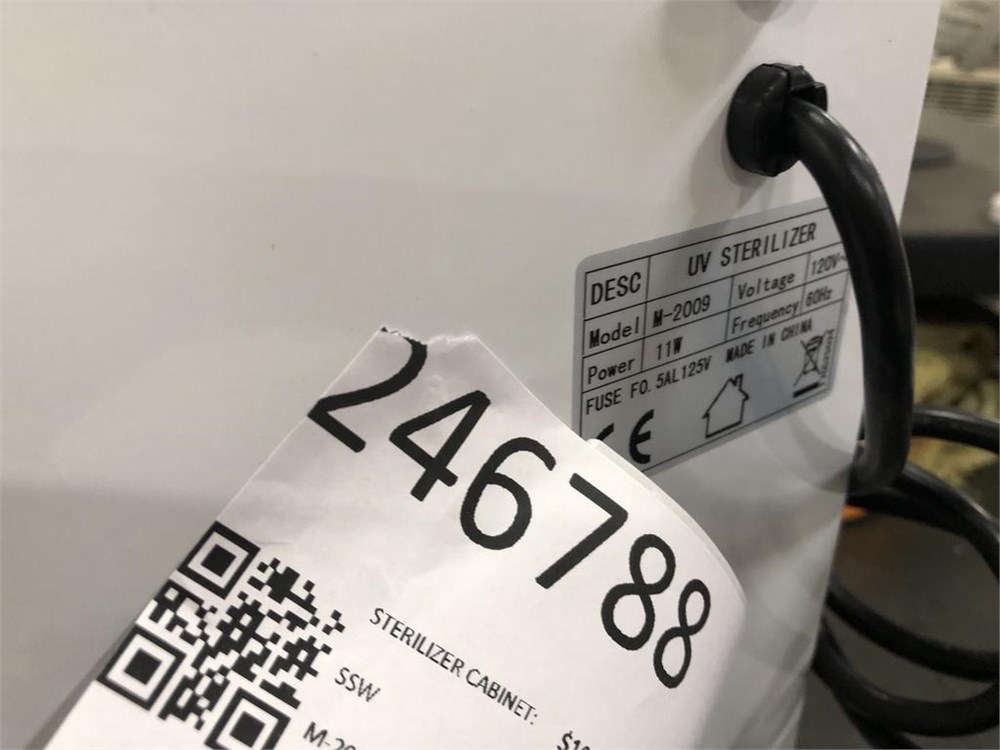 DESC UV STERILIZER
Model M-2009 Voltage 120V~
Power 11W Frequency 60Hz
FUSE F0.5AL125V MADE IN CHINA
CE
246788
STERILIZER CABINET:
SSW
M-20